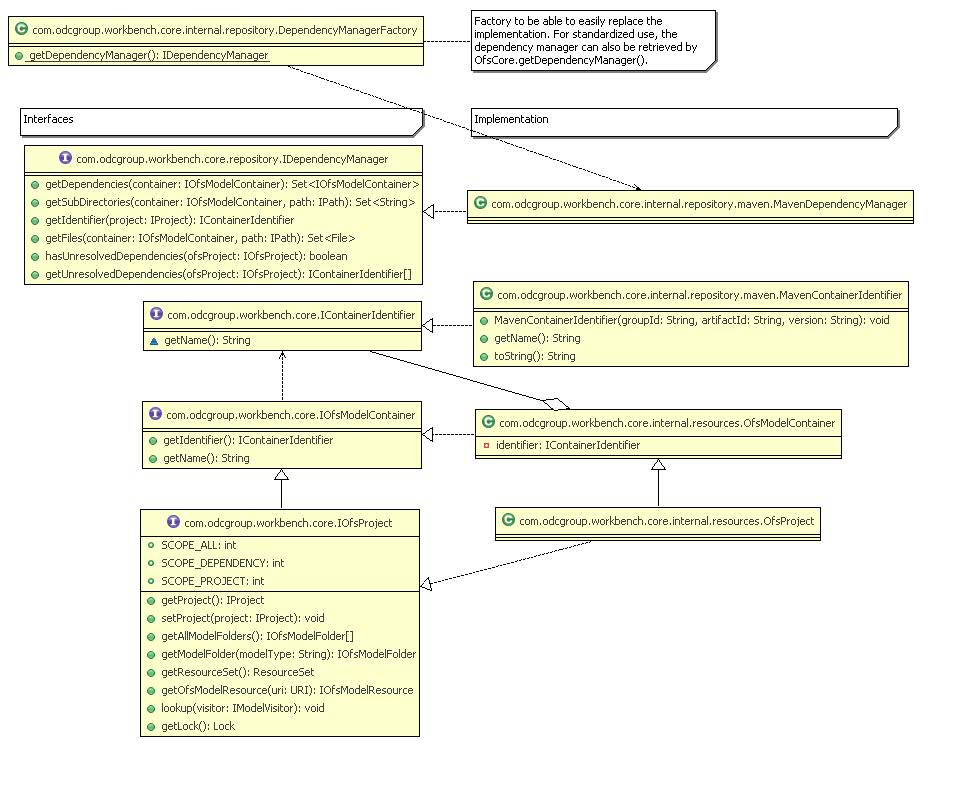 com.odcgroup.workbench.core.internal.repository.DependencyManagerFactory
getDependencyManager(): IDependencyManager
Factory to be able to easily replace the
implementation. For standardized use, the
dependency manager can also be retrieved by
OfsCore.getDependencyManager().
Interfaces
Implementation
com.odcgroup.workbench.core.repository.IDependencyManager
getDependencies(container: IOfsModelContainer): Set<IOfsModelContainer>
getSubDirectories(container: IOfsModelContainer, path: IPath): Set<String>
getIdentifier(project: IProject): IContainerIdentifier
getFiles(container: IOfsModelContainer, path: IPath): Set<File>
hasUnresolvedDependencies(ofsProject: IOfsProject): boolean
getUnresolvedDependencies(ofsProject: IOfsProject): IContainerIdentifier[]
com.odcgroup.workbench.core.internal.repository.maven.MavenDependencyManager
com.odcgroup.workbench.core.IContainerIdentifier
getName(): String
com.odcgroup.workbench.core.internal.repository.maven.MavenContainerIdentifier
MavenContainerIdentifier(groupId: String, artifactId: String, version: String): void
getName(): String
toString(): String
com.odcgroup.workbench.core.IOfsModelContainer
getIdentifier(): IContainerIdentifier
getName(): String
com.odcgroup.workbench.core.internal.resources.OfsModelContainer
identifier: IContainerIdentifier
com.odcgroup.workbench.core.IOfsProject
SCOPE_ALL: int
SCOPE_DEPENDENCY: int
SCOPE_PROJECT: int
getProject(): IProject
setProject(project: IProject): void
getAllModelFolders(): IOfsModelFolder[]
getModelFolder(modelType: String): IOfsModelFolder
getResourceSet(): ResourceSet
getOfsModelResource(uri: URI): IOfsModelResource
lookup(visitor: IModelVisitor): void
getLock(): Lock
com.odcgroup.workbench.core.internal.resources.OfsProject